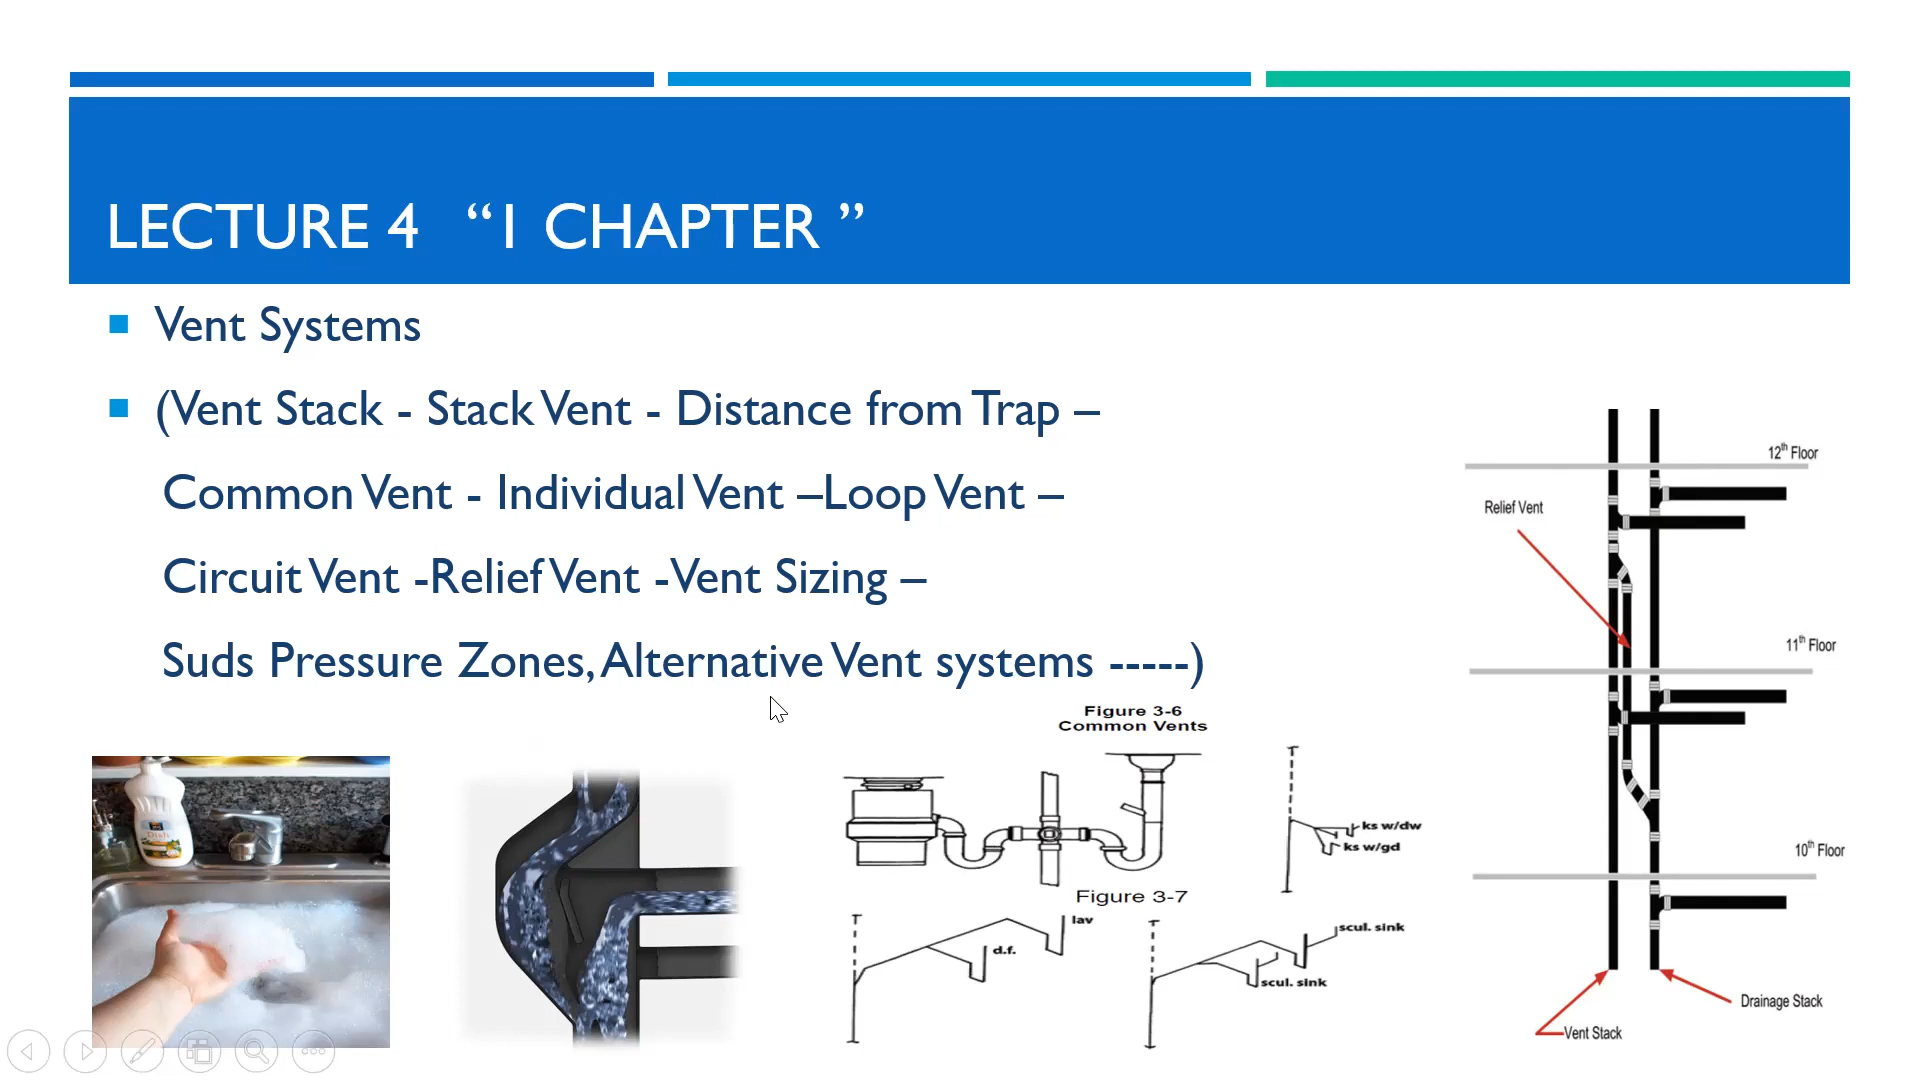 LECTURE 4 “1 CHAPTER ”
Vent Systems
(Vent Stack - Stack Vent - Distance from Trap –
Common Vent - Individual Vent –Loop Vent –
Circuit Vent -Relief Vent -Vent Sizing –
Suds Pressure Zones, Alternative Vent systems -----)
Figure 3-6
Common Vents
ks w/dw
ks w/gd
Figure 3-7
lav
d.f.
scul. sink
scul. sink
12th Floor
Relief Vent
11th Floor
10th Floor
Drainage Stack
Vent Stack